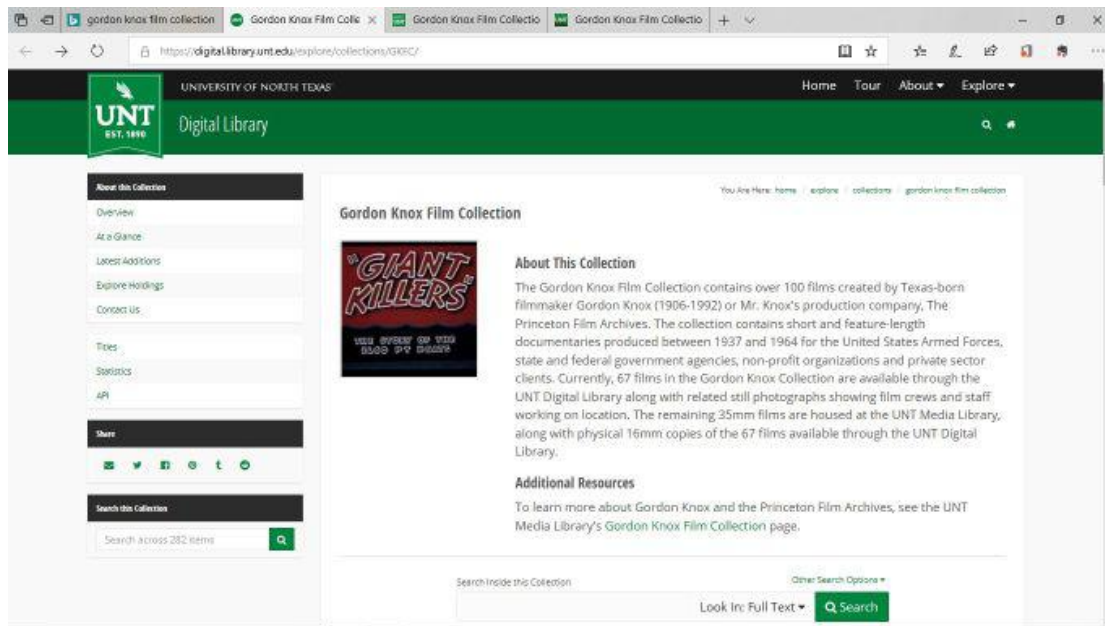 gordon knox film collection
Gordon Knox Film Colle
Gordon Knox Film Collectio
Gordon Knox Film Collectio
https://digital.library.unt.edu/explore/collections/GKFC/
UNIVERSITY OF NORTH TEXAS
Home Tour About Explore
UNT
EST. 1890
Digital Library
About this Collection
Overview
At a Glance
Latest Additions
Explore Holdings
Contact Us
Titles
Statistics
API
Share
Search this Collection
Search across 282 items
You Are Here: home / explore / collections / gordon knox film collection
Gordon Knox Film Collection
"GIANT
KILLERS"
THE STORY OF THE
ELCO PT BOATS
About This Collection
The Gordon Knox Film Collection contains over 100 films created by Texas-born
filmmaker Gordon Knox (1906-1992) or Mr. Knox's production company, The
Princeton Film Archives. The collection contains short and feature-length
documentaries produced between 1937 and 1964 for the United States Armed Forces,
state and federal government agencies, non-profit organizations and private sector
clients. Currently, 67 films in the Gordon Knox Collection are available through the
UNT Digital Library along with related still photographs showing film crews and staff
working on location. The remaining 35mm films are housed at the UNT Media Library,
along with physical 16mm copies of the 67 films available through the UNT Digital
Library.
Additional Resources
To learn more about Gordon Knox and the Princeton Film Archives, see the UNT
Media Library's Gordon Knox Film Collection page.
Search Inside this Collection
Other Search Options
Look In: Full Text
Search